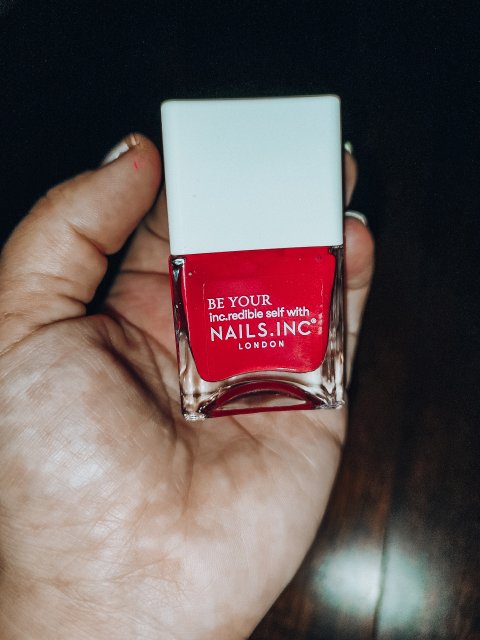 BE YOUR
inc.redible self with
NAILS.INC®
LONDON